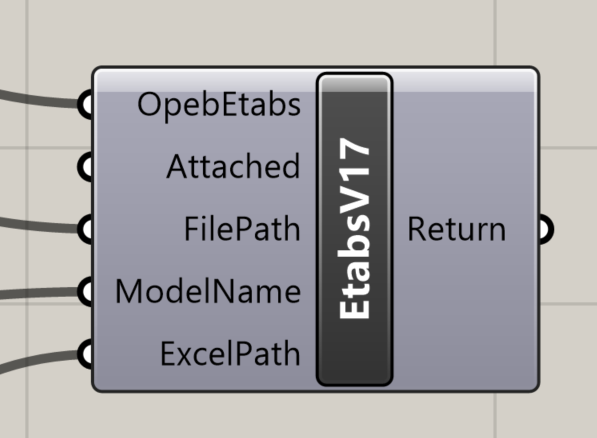 OpebEtabs
Attached
FilePath
ModelName
ExcelPath
EtabsV17
Return